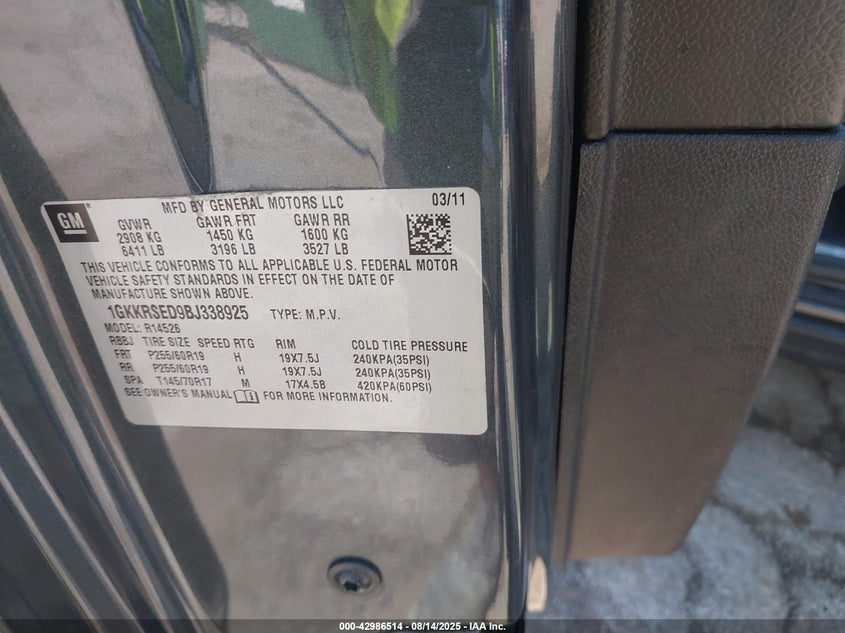 GM
MFD BY GENERAL MOTORS LLC 03/11
GVWR GAWR FRT GAWR RR
2908 KG 1450 KG 1600 KG
6411 LB 3196 LB 3527 LB
THIS VEHICLE CONFORMS TO ALL APPLICABLE U.S. FEDERAL MOTOR
VEHICLE SAFETY STANDARDS IN EFFECT ON THE DATE OF
MANUFACTURE SHOWN ABOVE.
1GKKRSED9BJ338925 TYPE: M.P.V.
MODEL: R14526
RBBJ TIRE SIZE SPEED RTG RIM COLD TIRE PRESSURE
FRT P255/60R19 H 19X7.5J 240KPA(35PSI)
RR P255/60R19 H 19X7.5J 240KPA(35PSI)
SPA T145/70R17 M 17X4.5B 420KPA(60PSI)
SEE OWNER'S MANUAL FOR MORE INFORMATION.
000-42986514 - 08/14/2025 - IAA Inc.